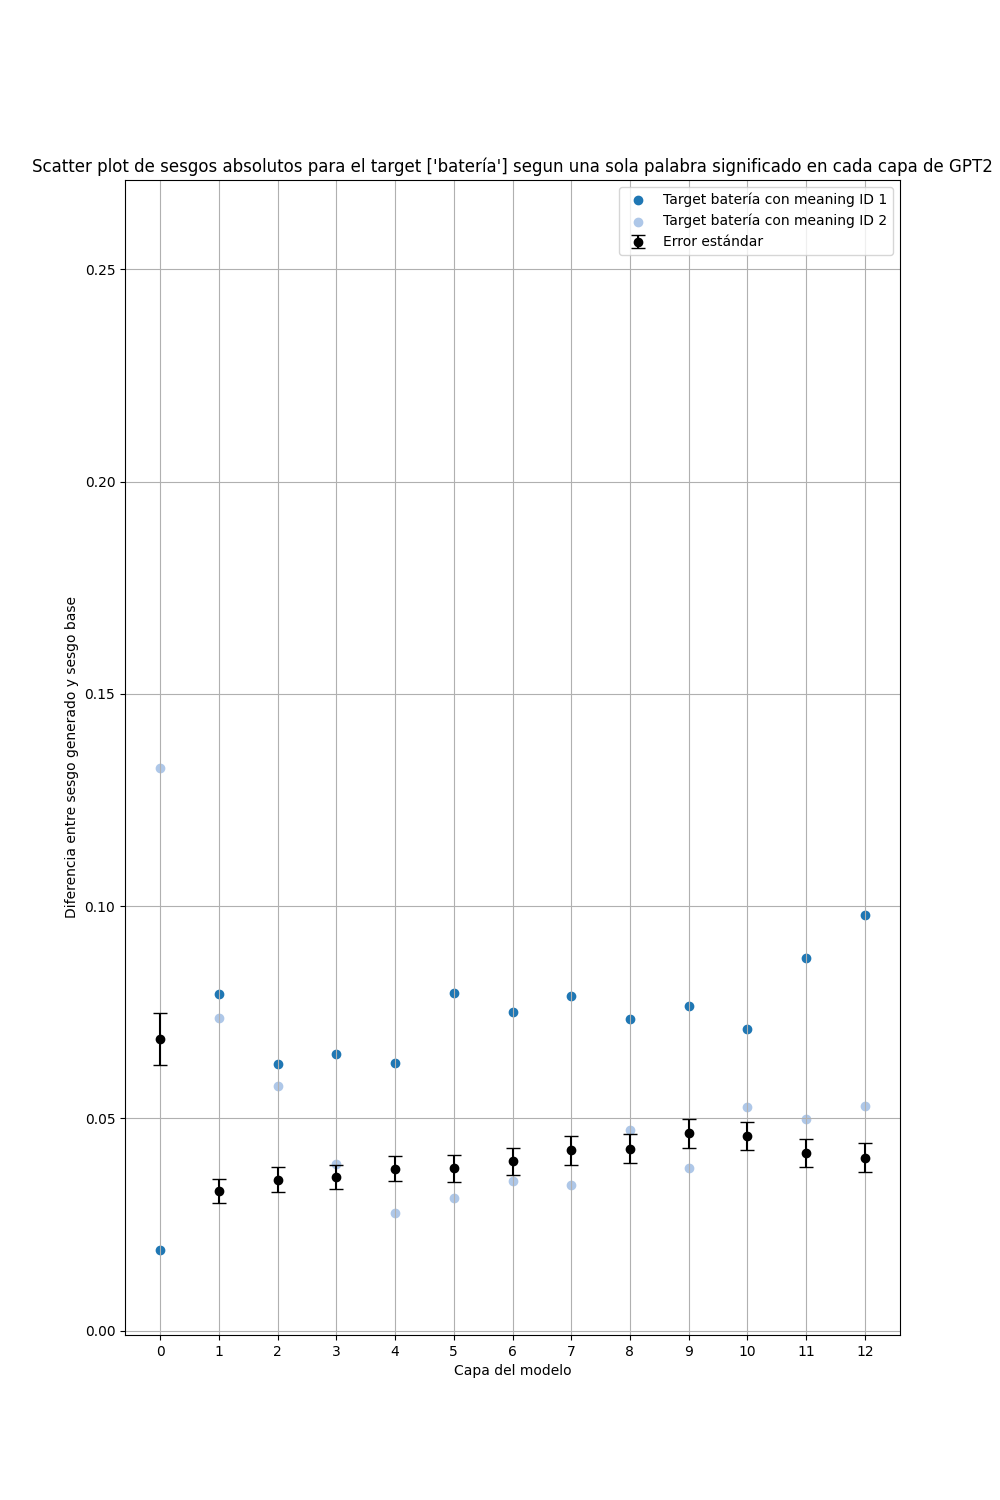 Scatter plot de sesgos absolutos para el target ['batería'] segun una sola palabra significado en cada capa de GPT2
Target batería con meaning ID 1
Target batería con meaning ID 2
Error estándar
0.25
0.20
0.15
0.10
0.05
0.00
Diferencia entre sesgo generado y sesgo base
0 1 2 3 4 5 6 7 8 9 10 11 12
Capa del modelo